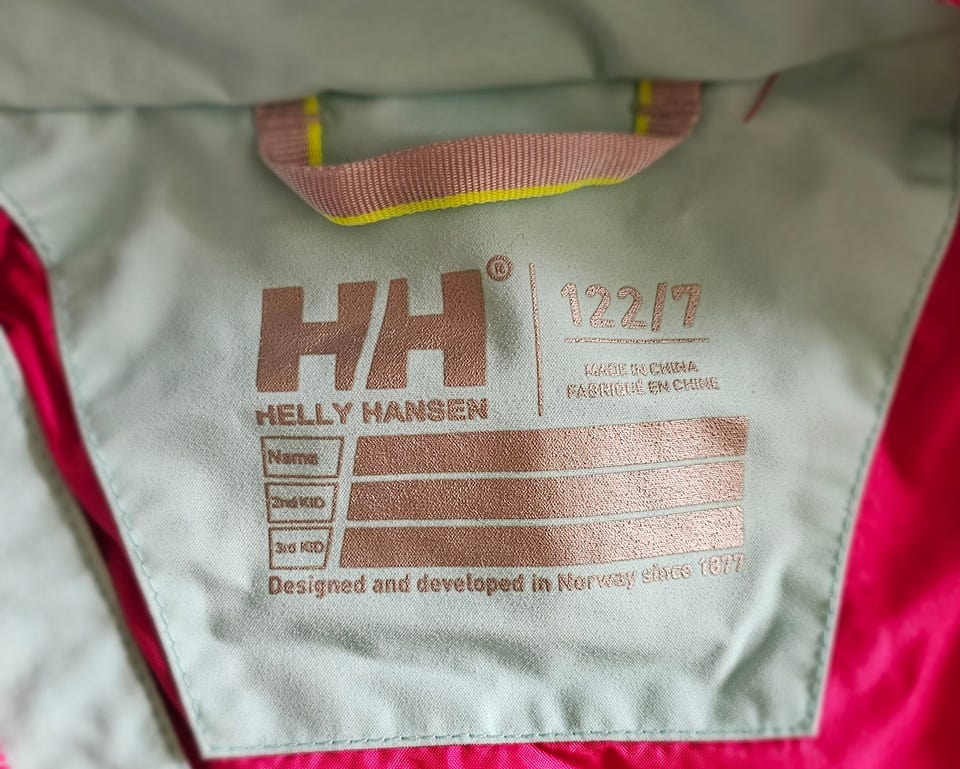 HH®
HELLY HANSEN
122/7
MADE IN CHINA
FABRIQUÉ EN CHINE
Name
2nd KID
3rd KID
Designed and developed in Norway since 1877